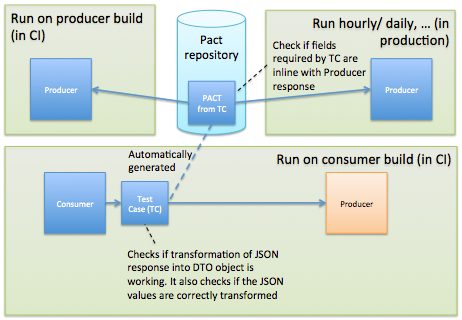 Run on producer build
(in CI)
Producer
Pact
repository
PACT
from TC
Run hourly/ daily, ... (in
production)
Check if fields
required by TC are
inline with Producer
response
Producer
Automatically
generated
Run on consumer build (in CI)
Consumer
Test
Case (TC)
Producer
Checks if transformation of JSON
response into DTO object is
working. It also checks if the JSON
values are correctly transformed